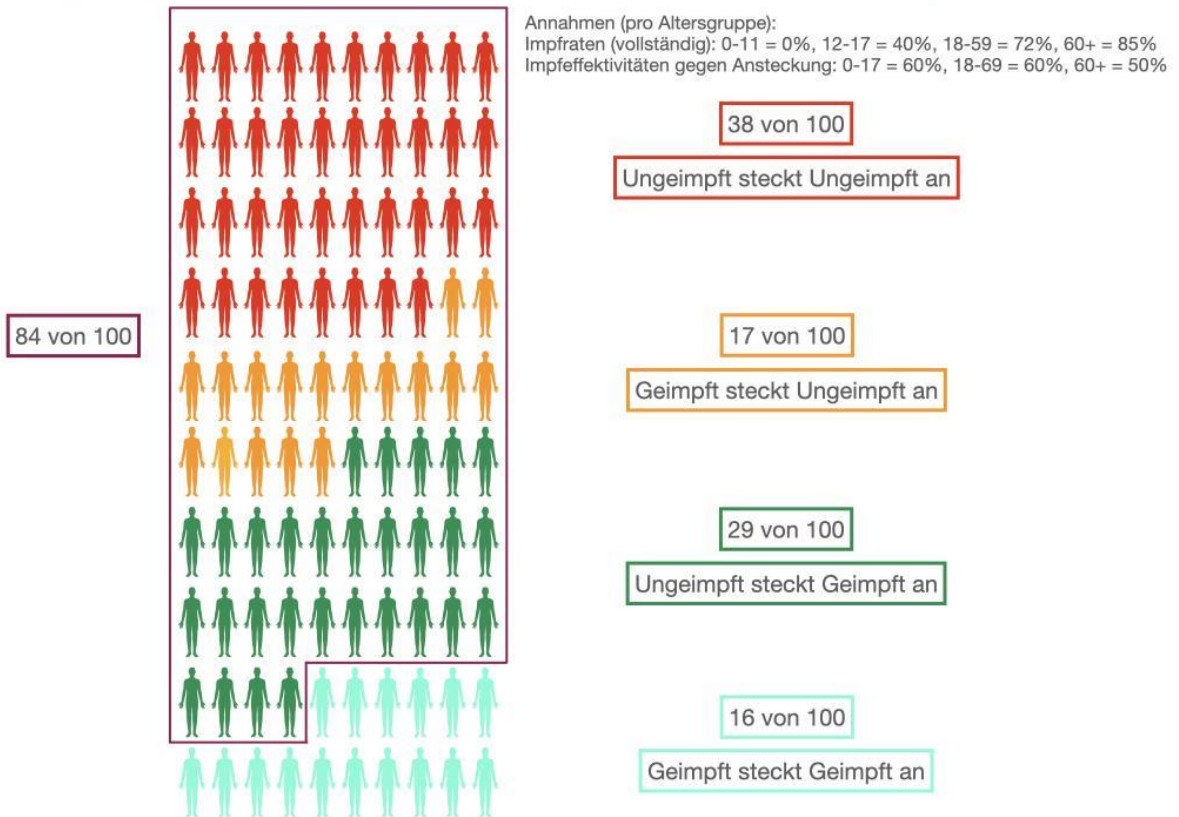 Annahmen (pro Altersgruppe):
Impfraten (vollständig): 0-11 = 0%, 12-17 = 40%, 18-59 = 72%, 60+ = 85%
Impfeffektivitäten gegen Ansteckung: 0-17 = 60%, 18-69 = 60%, 60+ = 50%
38 von 100
Ungeimpft steckt Ungeimpft an
84 von 100
17 von 100
Geimpft steckt Ungeimpft an
29 von 100
Ungeimpft steckt Geimpft an
16 von 100
Geimpft steckt Geimpft an